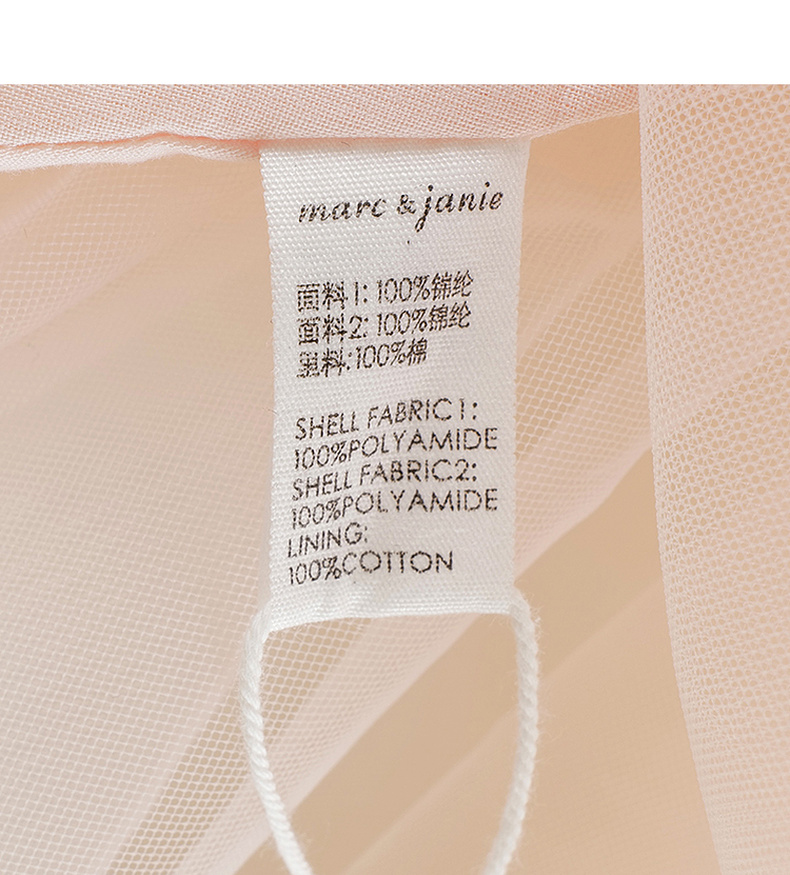 marc & janie
面料1: 100%锦纶
面料2: 100%锦纶
里料:100%棉
SHELL FABRIC1:
100%POLYAMIDE
SHELL FABRIC2:
100%POLYAMIDE
LINING:
100%COTTON